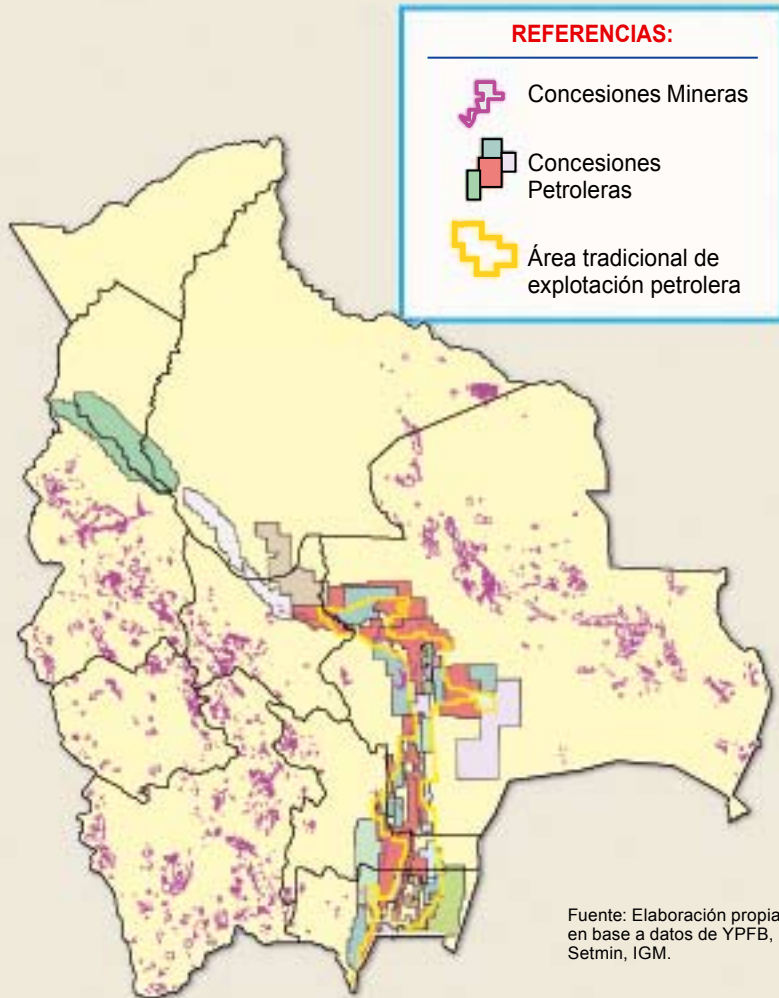 REFERENCIAS:
Concesiones Mineras
Concesiones
Petroleras
Área tradicional de
explotación petrolera
Fuente: Elaboración propia
en base a datos de YPFB,
Setmin, IGM.